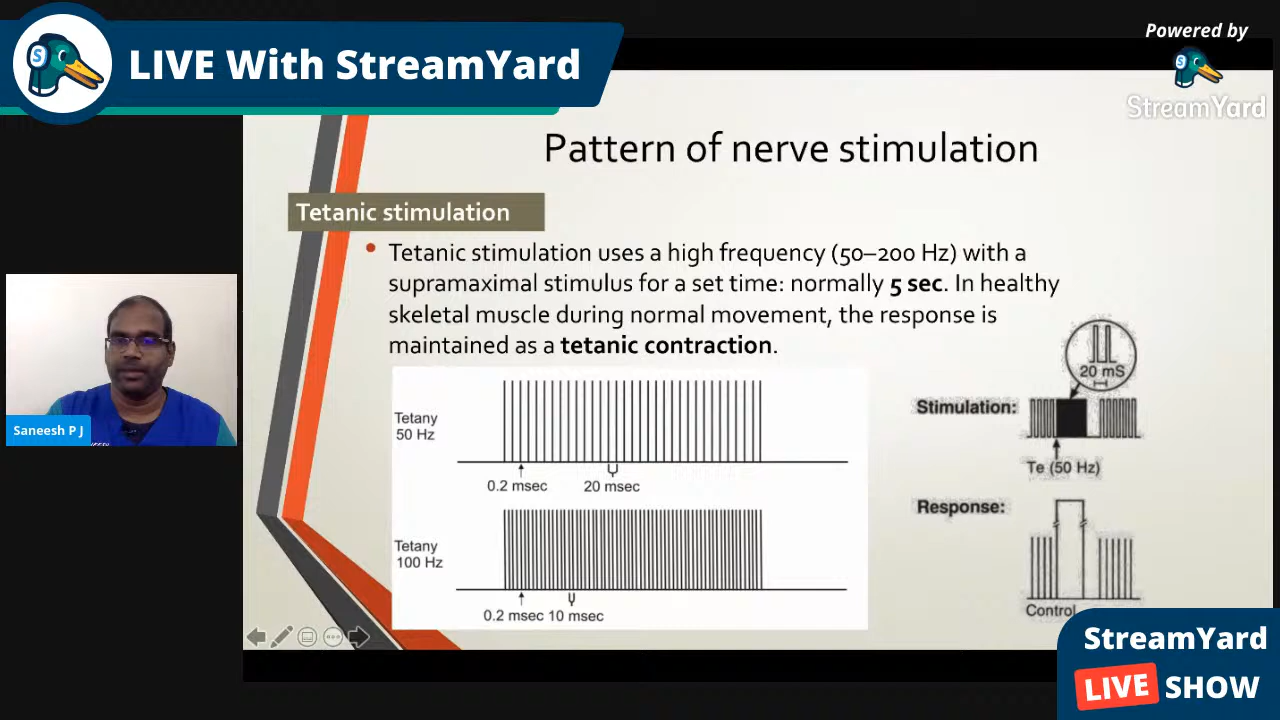 LIVE With StreamYard
Powered by
StreamYard
Pattern of nerve stimulation
Tetanic stimulation
• Tetanic stimulation uses a high frequency (50–200 Hz) with a
supramaximal stimulus for a set time: normally 5 sec. In healthy
skeletal muscle during normal movement, the response is
maintained as a tetanic contraction.
Tetany
50 Hz
0.2 msec
20 msec
Tetany
100 Hz
0.2 msec 10 msec
20 mS
Stimulation:
Te (50 Hz)
Response:
Control
Saneesh P J
StreamYard
LIVE SHOW